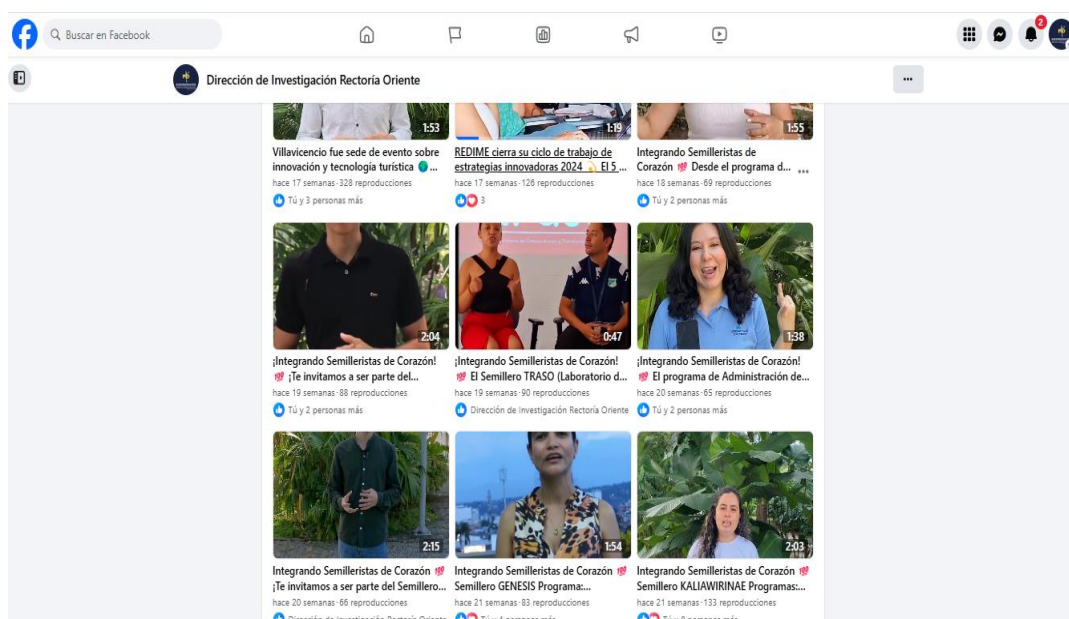 Buscar en Facebook
2
Dirección de Investigación Rectoría Oriente
1:53
1:19
1:55
Villavicencio fue sede de evento sobre
innovación y tecnología turística 🌎 ...
hace 17 semanas · 328 reproducciones
Tú y 3 personas más
REDIME cierra su ciclo de trabajo de
estrategias innovadoras 2024 💫 El 5 ...
hace 17 semanas · 126 reproducciones
3
Integrando Semilleristas de
Corazón 💯 Desde el programa d...
hace 18 semanas · 69 reproducciones
Tú y 2 personas más
2:04
0:47
1:38
¡Integrando Semilleristas de Corazón!
💯 ¡Te invitamos a ser parte del...
hace 19 semanas · 88 reproducciones
Tú y 2 personas más
¡Integrando Semilleristas de Corazón!
💯 El Semillero TRASO (Laboratorio d...
hace 19 semanas · 90 reproducciones
Dirección de Investigación Rectoría Oriente
¡Integrando Semilleristas de Corazón!
💯 El programa de Administración de...
hace 20 semanas · 65 reproducciones
Tú y 2 personas más
2:15
1:54
2:03
Integrando Semilleristas de Corazón 💯
¡Te invitamos a ser parte del Semillero...
hace 20 semanas · 66 reproducciones
Dirección de Investigación Rectoría Oriente
Integrando Semilleristas de Corazón 💯
Semillero GENESIS Programa:...
hace 21 semanas · 83 reproducciones
Integrando Semilleristas de Corazón 💯
Semillero KALIAWIRINAE Programas:...
hace 21 semanas · 133 reproducciones